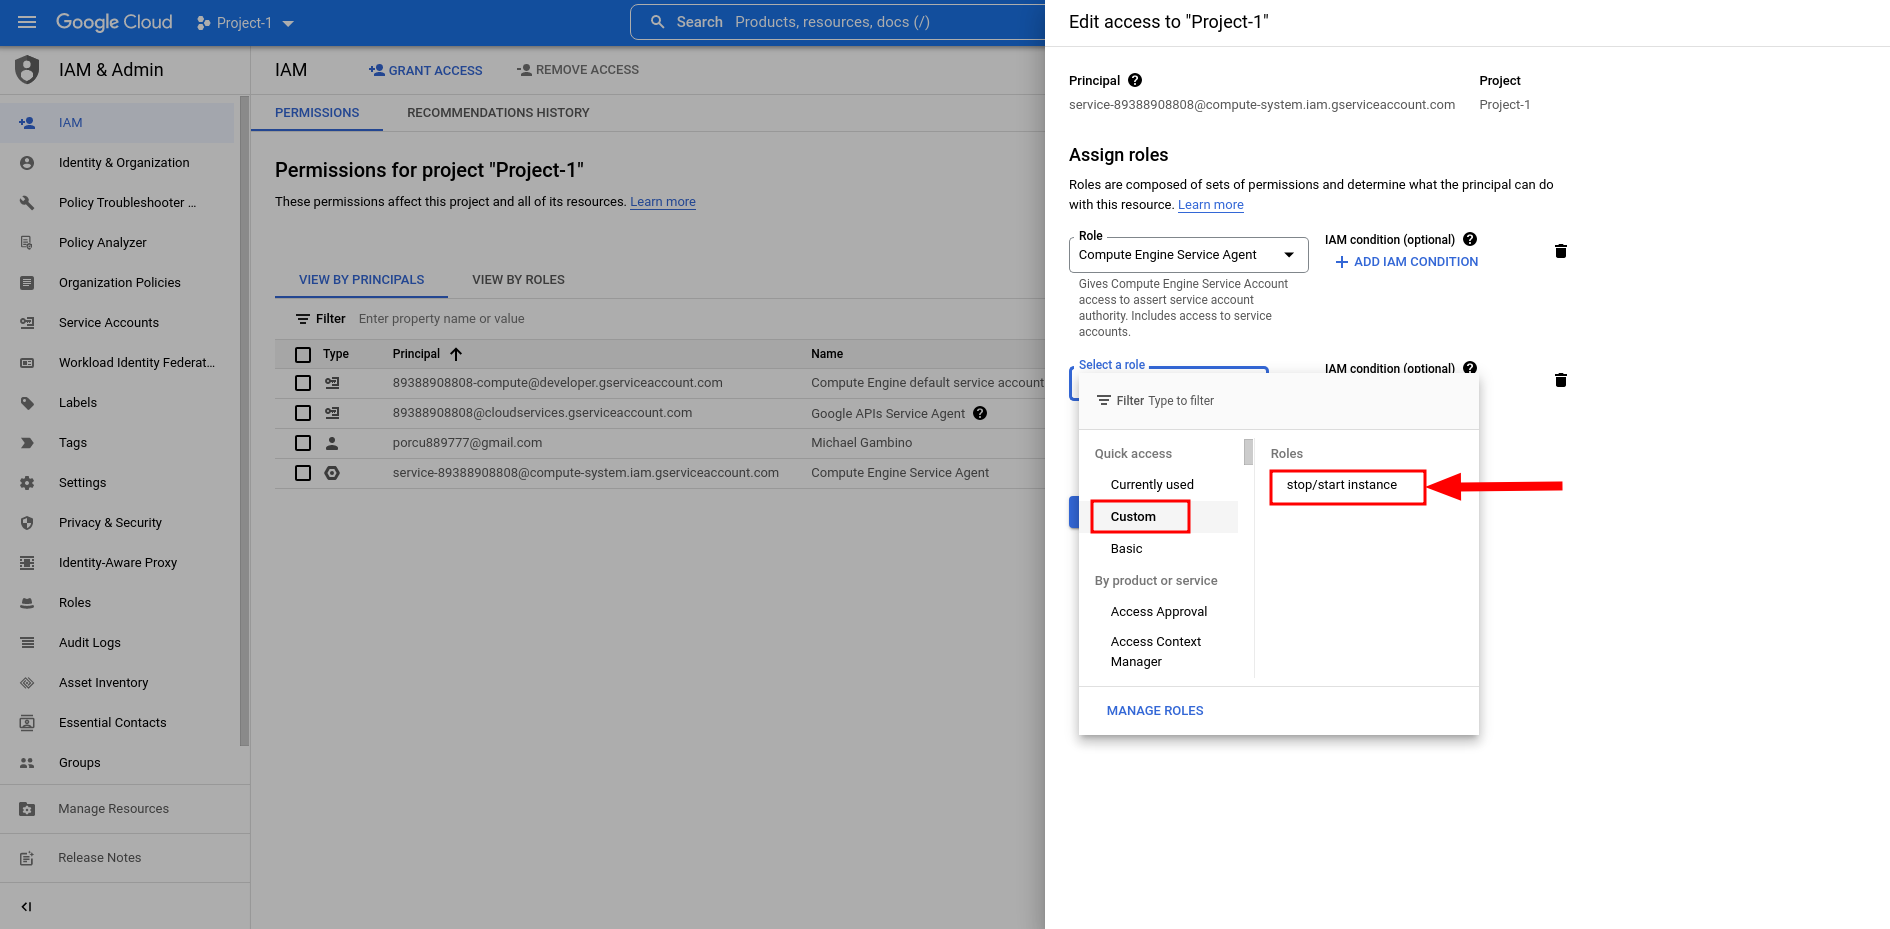 Google Cloud
Project-1
Search Products, resources, docs (/)
IAM & Admin
IAM
Identity & Organization
Policy Troubleshooter ...
Policy Analyzer
Organization Policies
Service Accounts
Workload Identity Federat...
Labels
Tags
Settings
Privacy & Security
Identity-Aware Proxy
Roles
Audit Logs
Asset Inventory
Essential Contacts
Groups
Manage Resources
Release Notes
IAM
GRANT ACCESS
REMOVE ACCESS
PERMISSIONS
RECOMMENDATIONS HISTORY
Permissions for project "Project-1"
These permissions affect this project and all of its resources. Learn more
VIEW BY PRINCIPALS
VIEW BY ROLES
Filter Enter property name or value
Type Principal Name
89388908808-compute@developer.gserviceaccount.com Compute Engine default service account
89388908808@cloudservices.gserviceaccount.com Google APIs Service Agent
porcu889777@gmail.com Michael Gambino
service-89388908808@compute-system.iam.gserviceaccount.com Compute Engine Service Agent
Edit access to "Project-1"
Principal
service-89388908808@compute-system.iam.gserviceaccount.com
Project
Project-1
Assign roles
Roles are composed of sets of permissions and determine what the principal can do
with this resource. Learn more
Role
Compute Engine Service Agent
IAM condition (optional)
ADD IAM CONDITION
Gives Compute Engine Service Account
access to assert service account
authority. Includes access to service
accounts.
Select a role
IAM condition (optional)
Filter Type to filter
Quick access
Currently used
Custom
Basic
By product or service
Access Approval
Access Context
Manager
Roles
stop/start instance
MANAGE ROLES